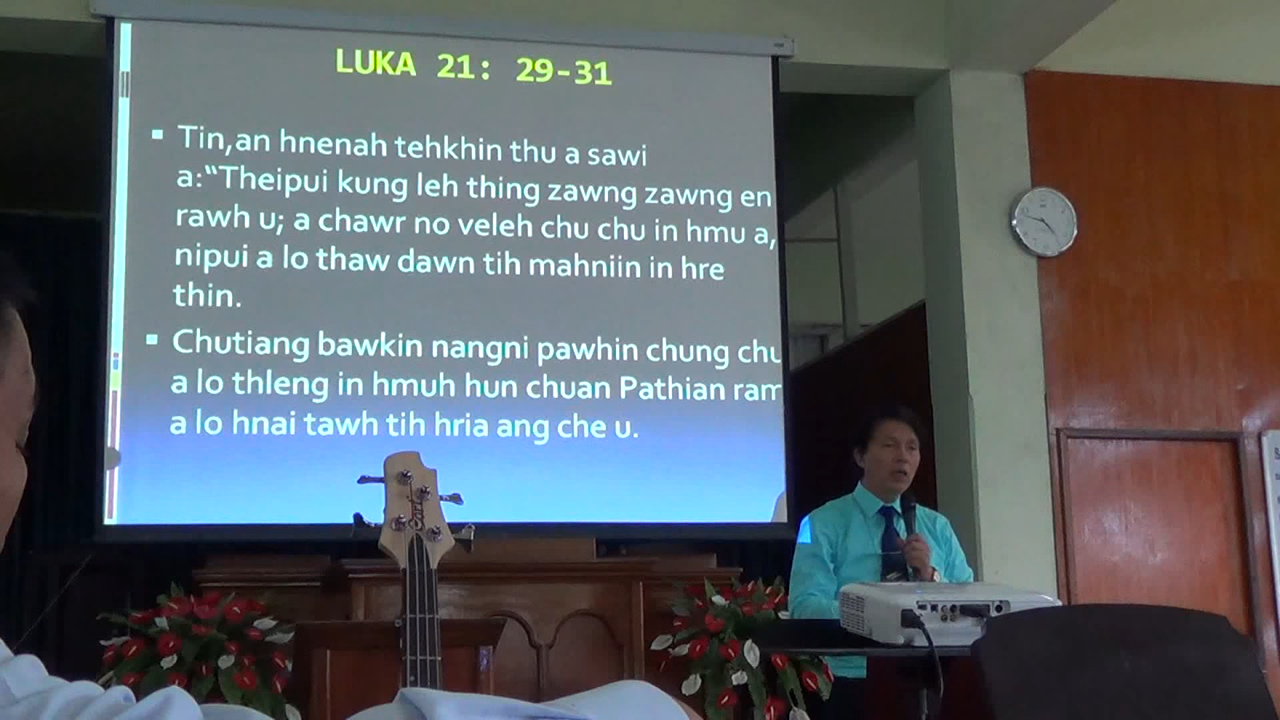 LUKA 21: 29-31
▪ Tin,an hnenah tehkhin thu a sawi
a:“Theipui kung leh thing zawng zawng en
rawh u; a chawr no veleh chu chu in hmu a,
nipui a lo thaw dawn tih mahniin in hre
thin.
▪ Chutiang bawkin nangni pawhin chung chu
a lo thleng in hmuh hun chuan Pathian ram
a lo hnai tawh tih hria ang che u.
Cort